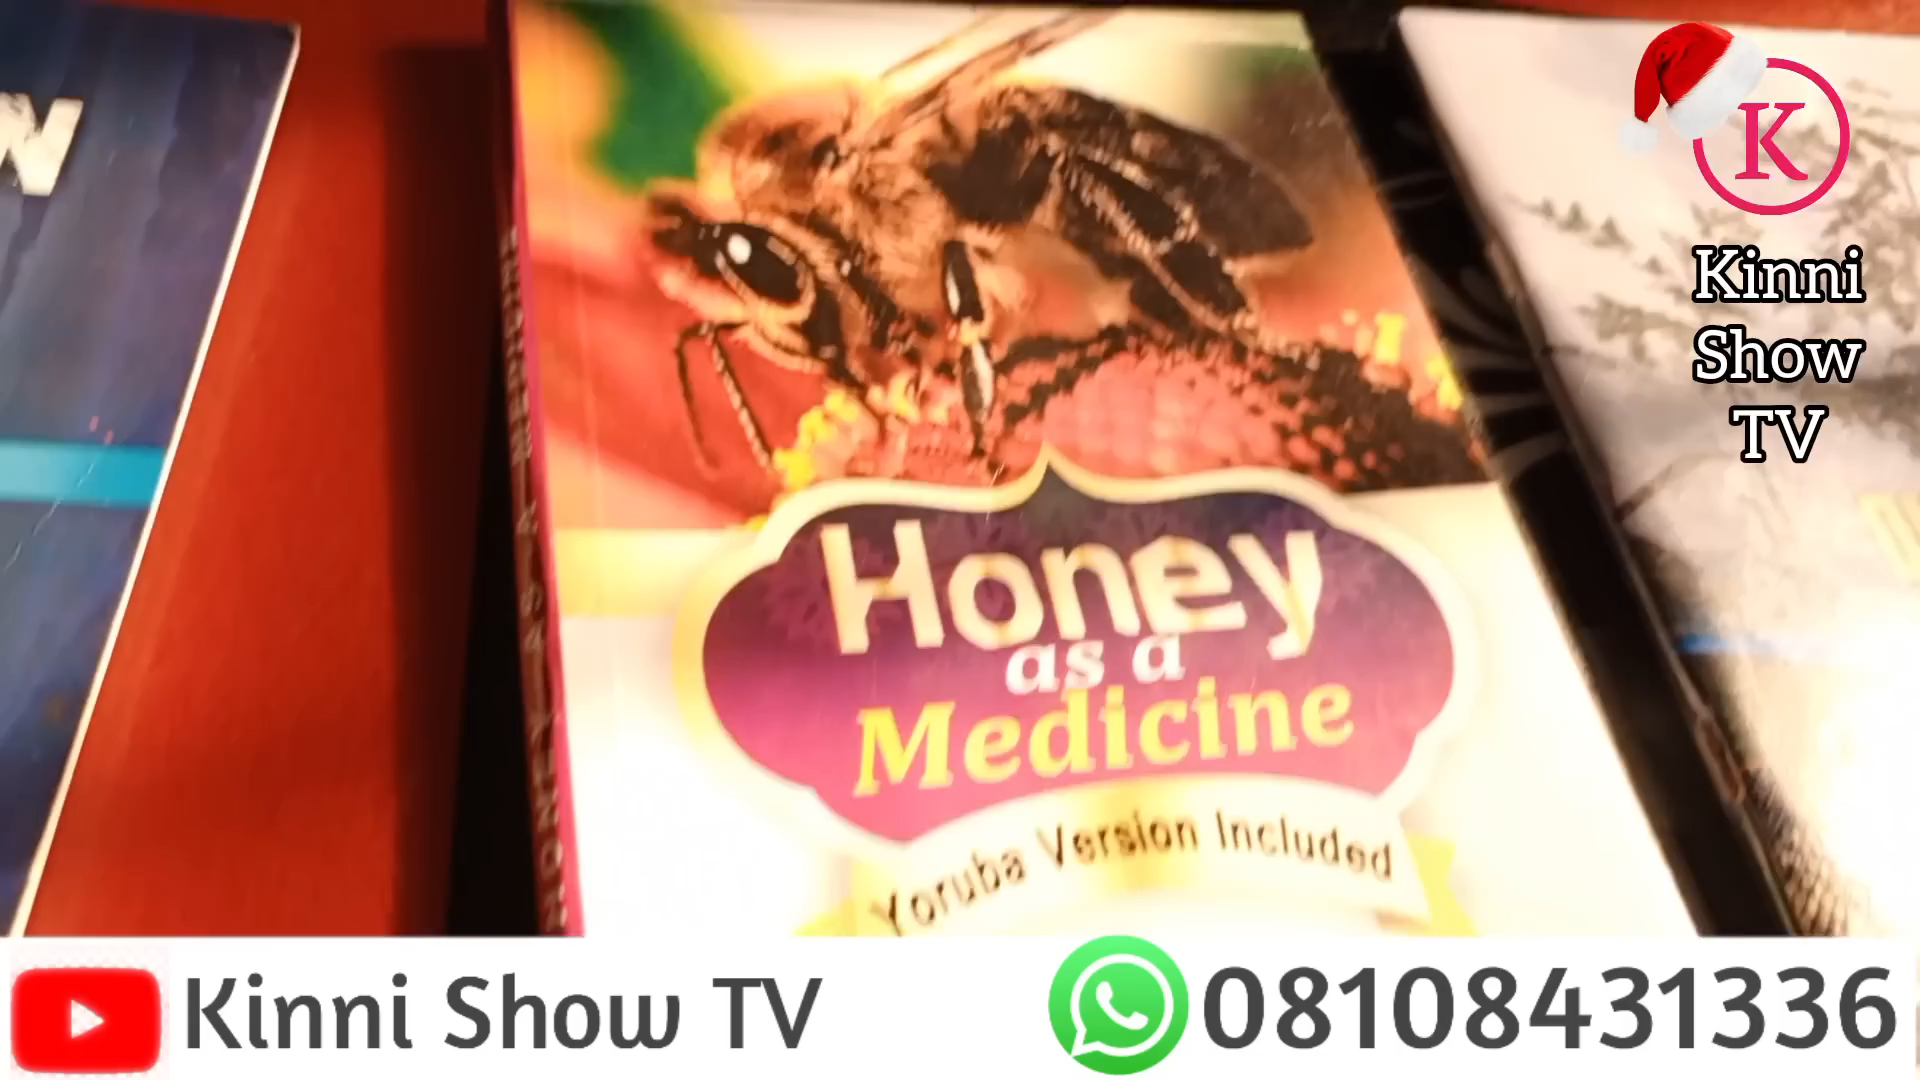 N
K
Kinni
Show
TV
Honey
as a
Medicine
Yoruba Version Included
Kinni Show TV
08108431336